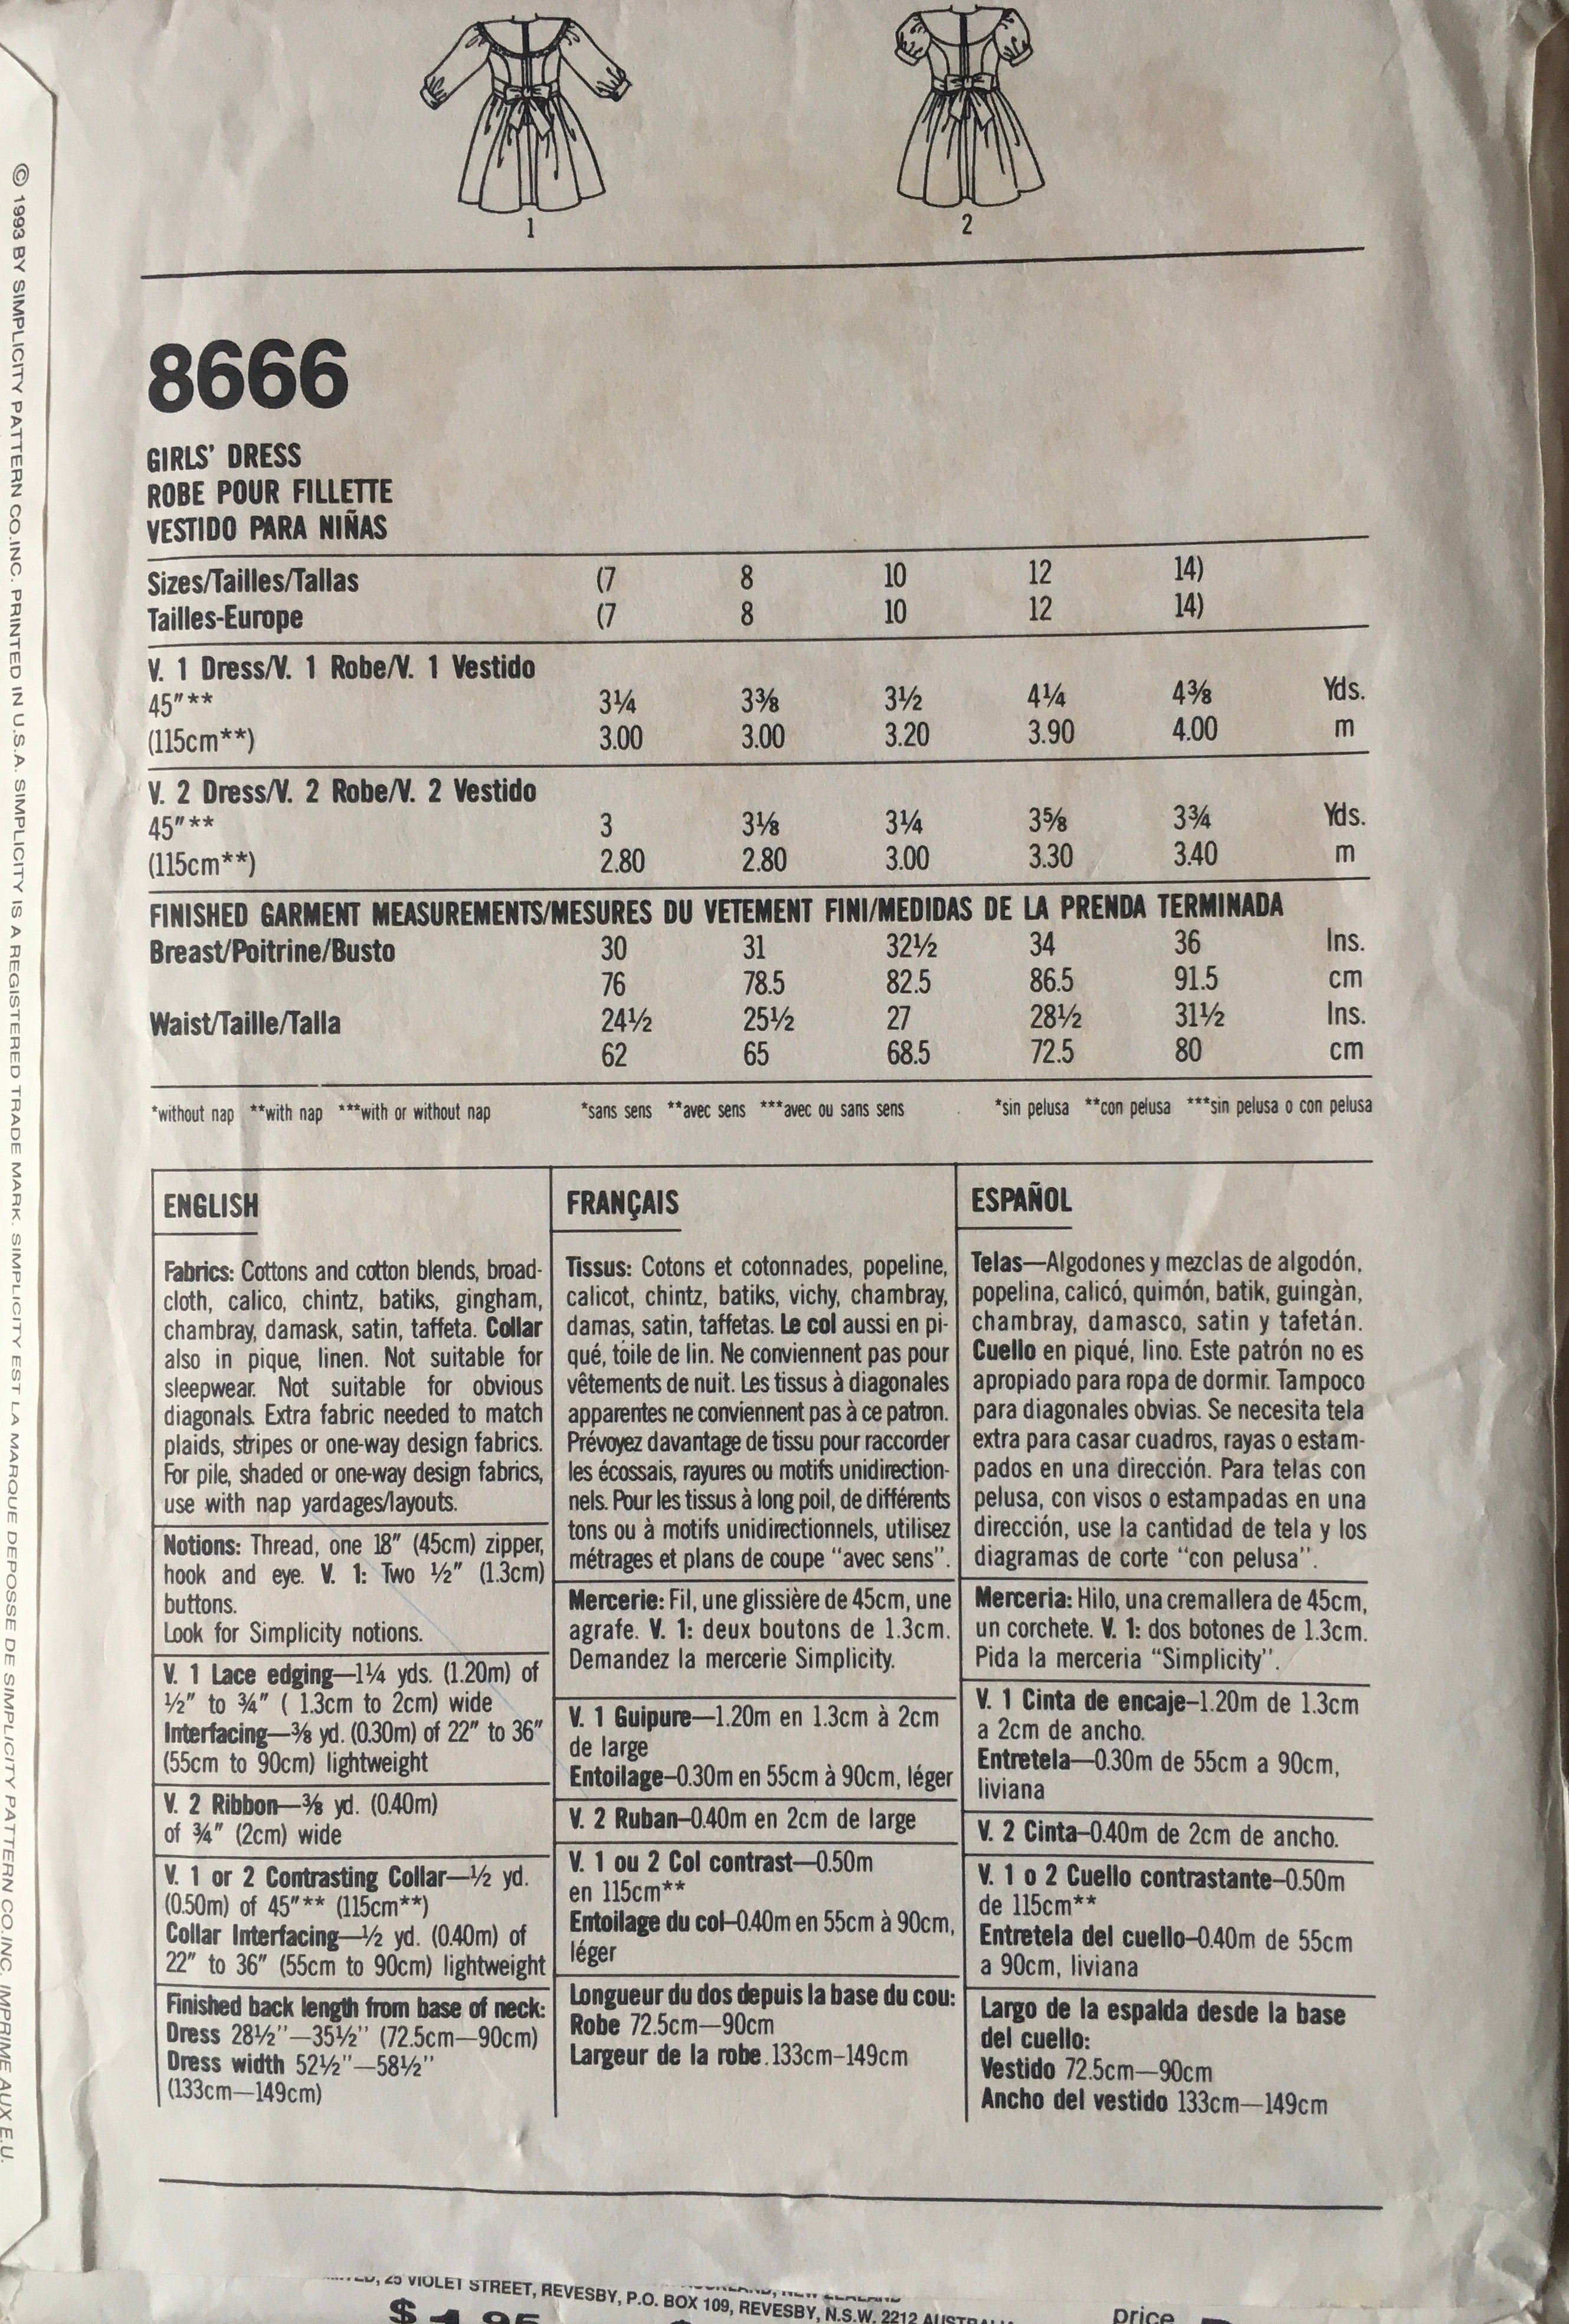 1
2
8666
GIRLS' DRESS
ROBE POUR FILLETTE
VESTIDO PARA NIÑAS
Sizes/Tailles/Tallas (7 8 10 12 14)
Tailles-Europe (7 8 10 12 14)
V. 1 Dress/V. 1 Robe/V. 1 Vestido
45"** 3¼ 3⅜ 3½ 4¼ 4⅜ Yds.
(115cm**) 3.00 3.00 3.20 3.90 4.00 m
V. 2 Dress/V. 2 Robe/V. 2 Vestido
45"** 3 3⅛ 3¼ 3⅝ 3¾ Yds.
(115cm**) 2.80 2.80 3.00 3.30 3.40 m
FINISHED GARMENT MEASUREMENTS/MESURES DU VETEMENT FINI/MEDIDAS DE LA PRENDA TERMINADA
Breast/Poitrine/Busto 30 31 32½ 34 36 Ins.
76 78.5 82.5 86.5 91.5 cm
Waist/Taille/Talla 24½ 25½ 27 28½ 31½ Ins.
62 65 68.5 72.5 80 cm
*without nap **with nap ***with or without nap *sans sens **avec sens ***avec ou sans sens *sin pelusa **con pelusa ***sin pelusa o con pelusa
ENGLISH
Fabrics: Cottons and cotton blends, broad-
cloth, calico, chintz, batiks, gingham,
chambray, damask, satin, taffeta. Collar
also in pique, linen. Not suitable for
sleepwear. Not suitable for obvious
diagonals. Extra fabric needed to match
plaids, stripes or one-way design fabrics.
For pile, shaded or one-way design fabrics,
use with nap yardages/layouts.
Notions: Thread, one 18" (45cm) zipper,
hook and eye. V. 1: Two ½" (1.3cm)
buttons.
Look for Simplicity notions.
V. 1 Lace edging—1¼ yds. (1.20m) of
½" to ¾" ( 1.3cm to 2cm) wide
Interfacing—⅜ yd. (0.30m) of 22" to 36"
(55cm to 90cm) lightweight
V. 2 Ribbon—⅜ yd. (0.40m)
of ¾" (2cm) wide
V. 1 or 2 Contrasting Collar—½ yd.
(0.50m) of 45"** (115cm**)
Collar Interfacing—½ yd. (0.40m) of
22" to 36" (55cm to 90cm) lightweight
Finished back length from base of neck:
Dress 28½"—35½" (72.5cm—90cm)
Dress width 52½"—58½"
(133cm—149cm)
FRANÇAIS
Tissus: Cotons et cotonnades, popeline,
calicot, chintz, batiks, vichy, chambray,
damas, satin, taffetas. Le col aussi en pi-
qué, toile de lin. Ne conviennent pas pour
vêtements de nuit. Les tissus à diagonales
apparentes ne conviennent pas à ce patron.
Prévoyez davantage de tissu pour raccorder
les écossais, rayures ou motifs unidirection-
nels. Pour les tissus à long poil, de différents
tons ou à motifs unidirectionnels, utilisez
métrages et plans de coupe "avec sens".
Mercerie: Fil, une glissière de 45cm, une
agrafe. V. 1: deux boutons de 1.3cm.
Demandez la mercerie Simplicity.
V. 1 Guipure—1.20m en 1.3cm à 2cm
de large
Entoilage–0.30m en 55cm à 90cm, léger
V. 2 Ruban–0.40m en 2cm de large
V. 1 ou 2 Col contrast—0.50m
en 115cm**
Entoilage du col–0.40m en 55cm à 90cm,
léger
Longueur du dos depuis la base du cou:
Robe 72.5cm—90cm
Largeur de la robe.133cm–149cm
ESPAÑOL
Telas—Algodones y mezclas de algodón,
popelina, calicó, quimón, batik, guingàn,
chambray, damasco, satin y tafetán.
Cuello en piqué, lino. Este patrón no es
apropiado para ropa de dormir. Tampoco
para diagonales obvias. Se necesita tela
extra para casar cuadros, rayas o estam-
pados en una dirección. Para telas con
pelusa, con visos o estampadas en una
dirección, use la cantidad de tela y los
diagramas de corte "con pelusa".
Merceria: Hilo, una cremallera de 45cm,
un corchete. V. 1: dos botones de 1.3cm.
Pida la merceria "Simplicity".
V. 1 Cinta de encaje–1.20m de 1.3cm
a 2cm de ancho.
Entretela—0.30m de 55cm a 90cm,
liviana
V. 2 Cinta–0.40m de 2cm de ancho.
V. 1 o 2 Cuello contrastante–0.50m
de 115cm**
Entretela del cuello–0.40m de 55cm
a 90cm, liviana
Largo de la espalda desde la base
del cuello:
Vestido 72.5cm—90cm
Ancho del vestido 133cm—149cm
© 1993 BY SIMPLICITY PATTERN CO.INC. PRINTED IN U.S.A. SIMPLICITY IS A REGISTERED TRADE MARK. SIMPLICITY EST LA MARQUE DEPOSSE DE SIMPLICITY PATTERN CO.INC. IMPRIME AUX E.U.
25 VIOLET STREET, REVESBY, P.O. BOX 109, REVESBY, N.S.W. 2212
price